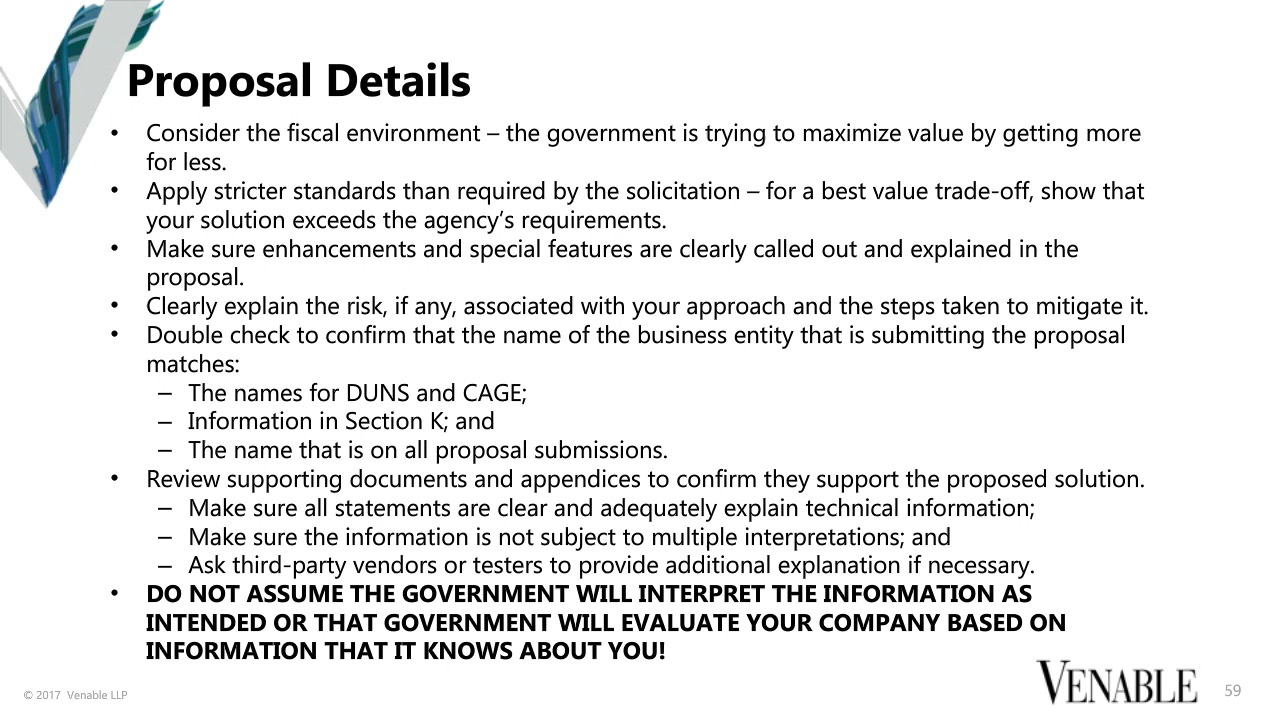 Proposal Details
• Consider the fiscal environment – the government is trying to maximize value by getting more
for less.
• Apply stricter standards than required by the solicitation – for a best value trade-off, show that
your solution exceeds the agency’s requirements.
• Make sure enhancements and special features are clearly called out and explained in the
proposal.
• Clearly explain the risk, if any, associated with your approach and the steps taken to mitigate it.
• Double check to confirm that the name of the business entity that is submitting the proposal
matches:
– The names for DUNS and CAGE;
– Information in Section K; and
– The name that is on all proposal submissions.
• Review supporting documents and appendices to confirm they support the proposed solution.
– Make sure all statements are clear and adequately explain technical information;
– Make sure the information is not subject to multiple interpretations; and
– Ask third-party vendors or testers to provide additional explanation if necessary.
• DO NOT ASSUME THE GOVERNMENT WILL INTERPRET THE INFORMATION AS
INTENDED OR THAT GOVERNMENT WILL EVALUATE YOUR COMPANY BASED ON
INFORMATION THAT IT KNOWS ABOUT YOU!
© 2017 Venable LLP
VENABLE
59